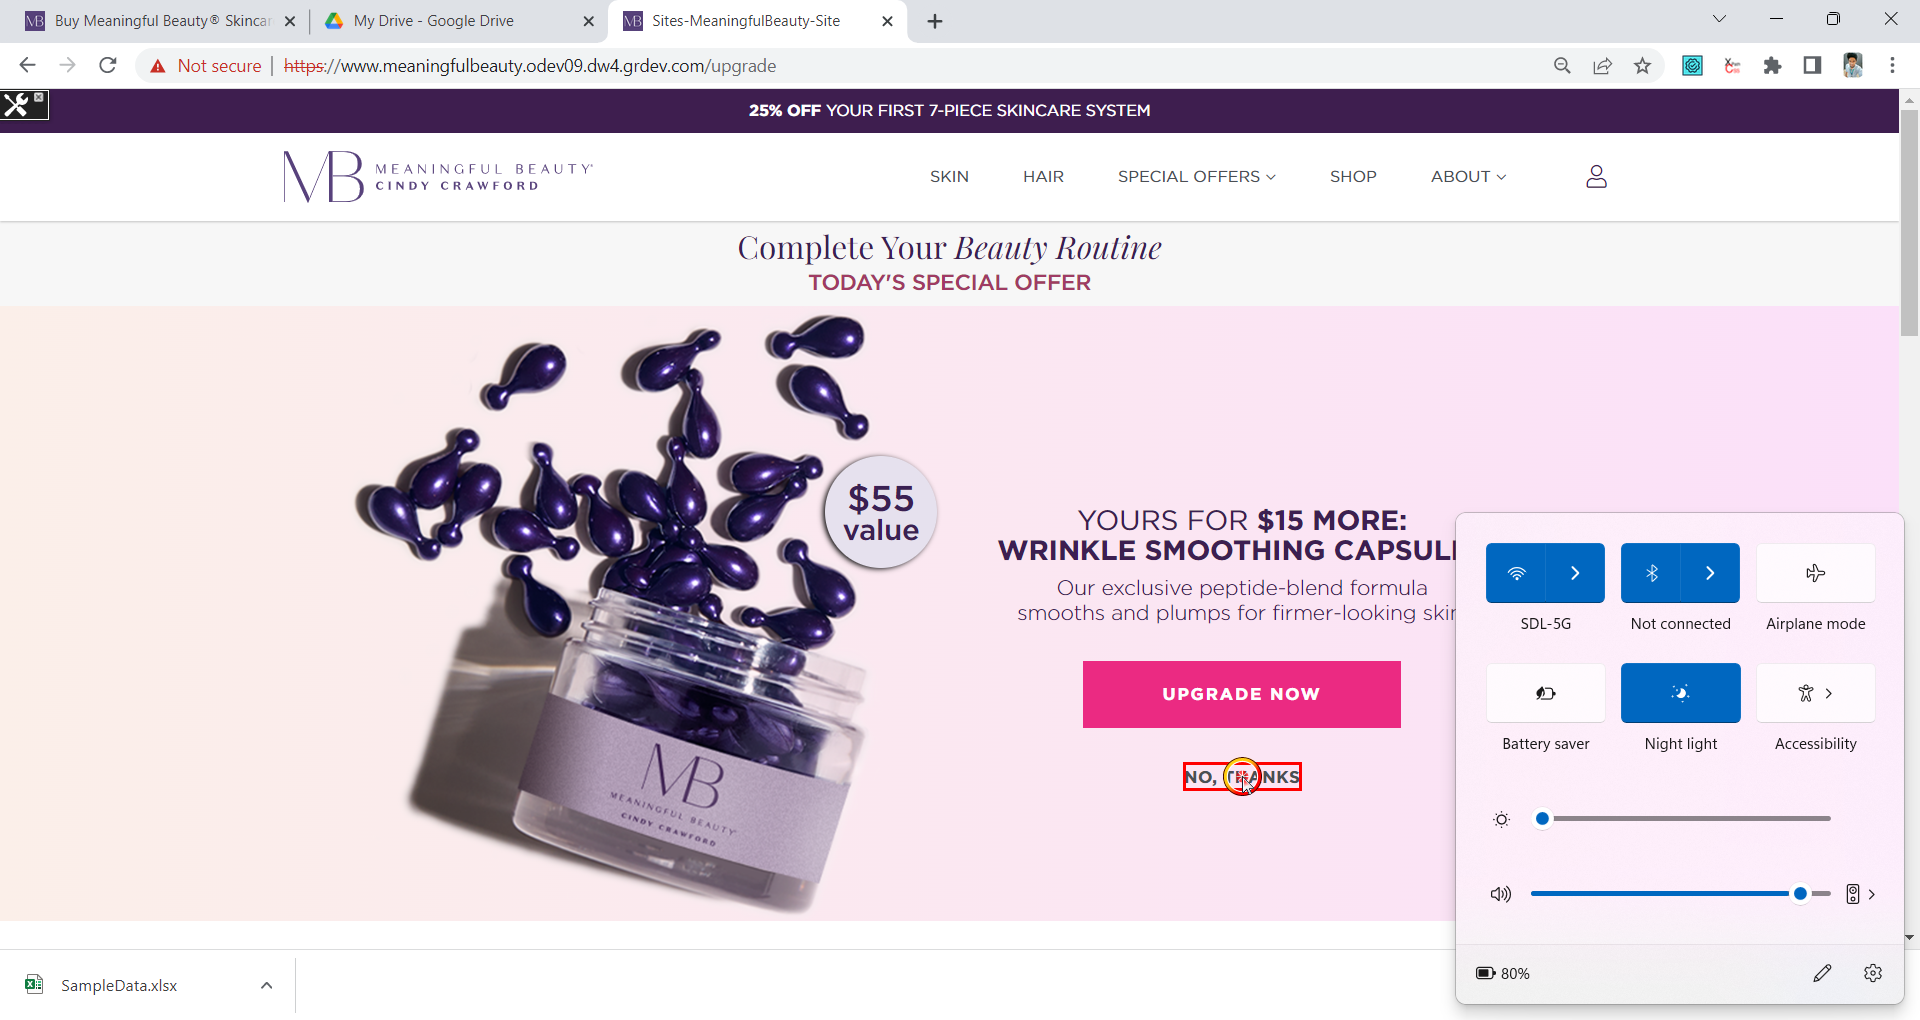 Buy Meaningful Beauty® Skincar
My Drive - Google Drive
Sites-MeaningfulBeauty-Site
Not secure
https://www.meaningfulbeauty.odev09.dw4.grdev.com/upgrade
25% OFF YOUR FIRST 7-PIECE SKINCARE SYSTEM
MB MEANINGFUL BEAUTY®
CINDY CRAWFORD
SKIN
HAIR
SPECIAL OFFERS
SHOP
ABOUT
Complete Your Beauty Routine
TODAY'S SPECIAL OFFER
$55
value
YOURS FOR $15 MORE:
WRINKLE SMOOTHING CAPSUL
Our exclusive peptide-blend formula
smooths and plumps for firmer-looking skin
UPGRADE NOW
NO, THANKS
MB
MEANINGFUL BEAUTY
CINDY CRAWFORD
SDL-5G
Not connected
Airplane mode
Battery saver
Night light
Accessibility
80%
SampleData.xlsx